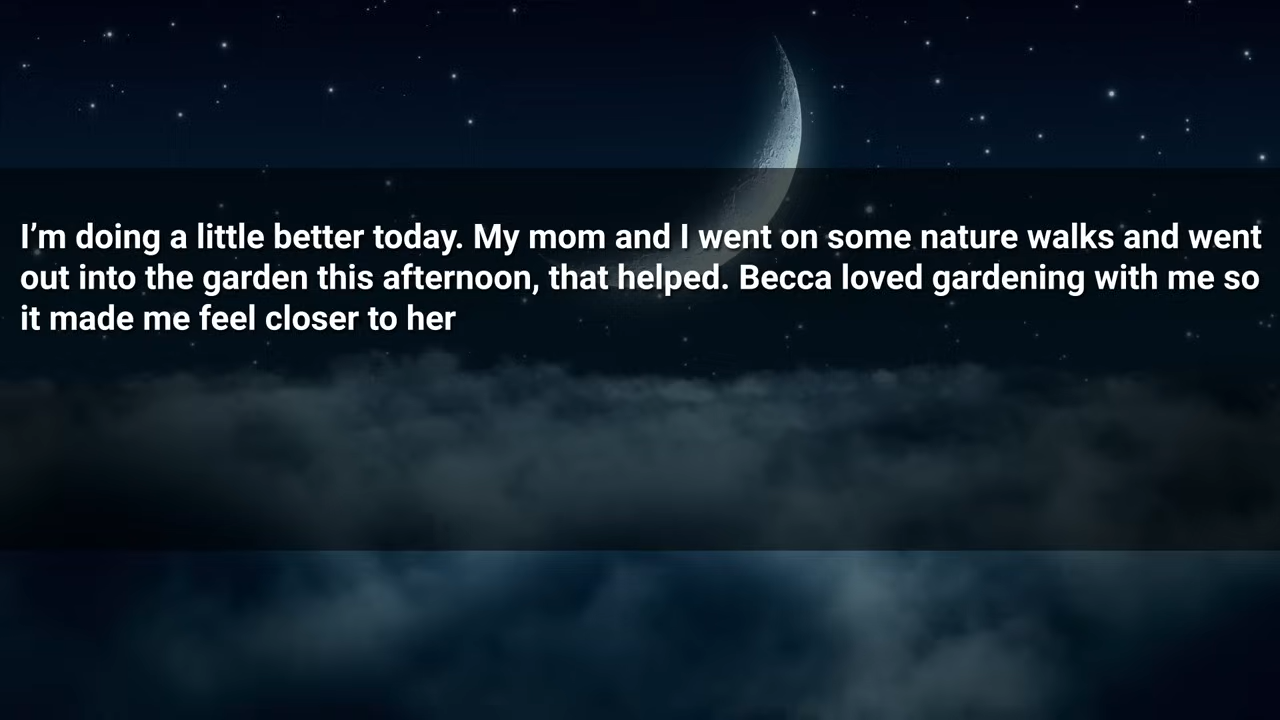 I’m doing a little better today. My mom and I went on some nature walks and went
out into the garden this afternoon, that helped. Becca loved gardening with me so
it made me feel closer to her